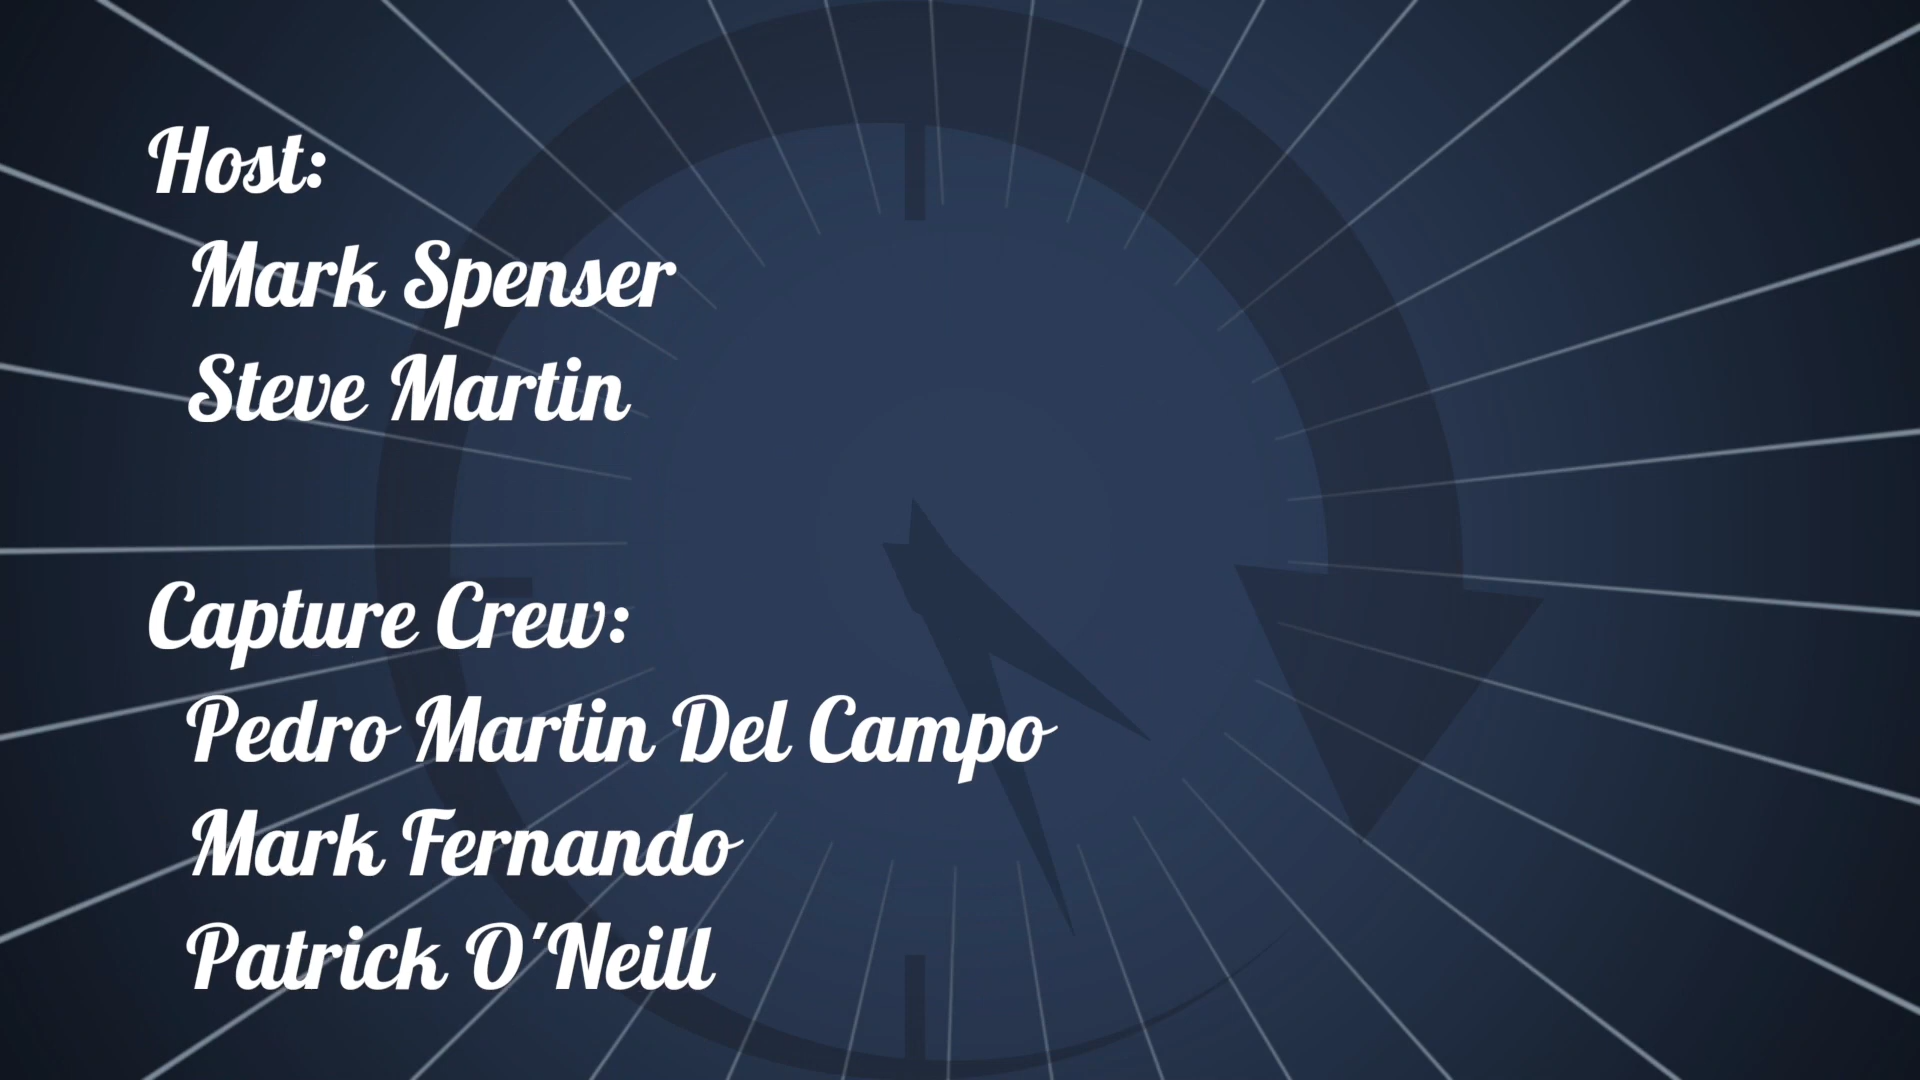 Host:
Mark Spenser
Steve Martin
Capture Crew:
Pedro Martin Del Campo
Mark Fernando
Patrick O'Neill